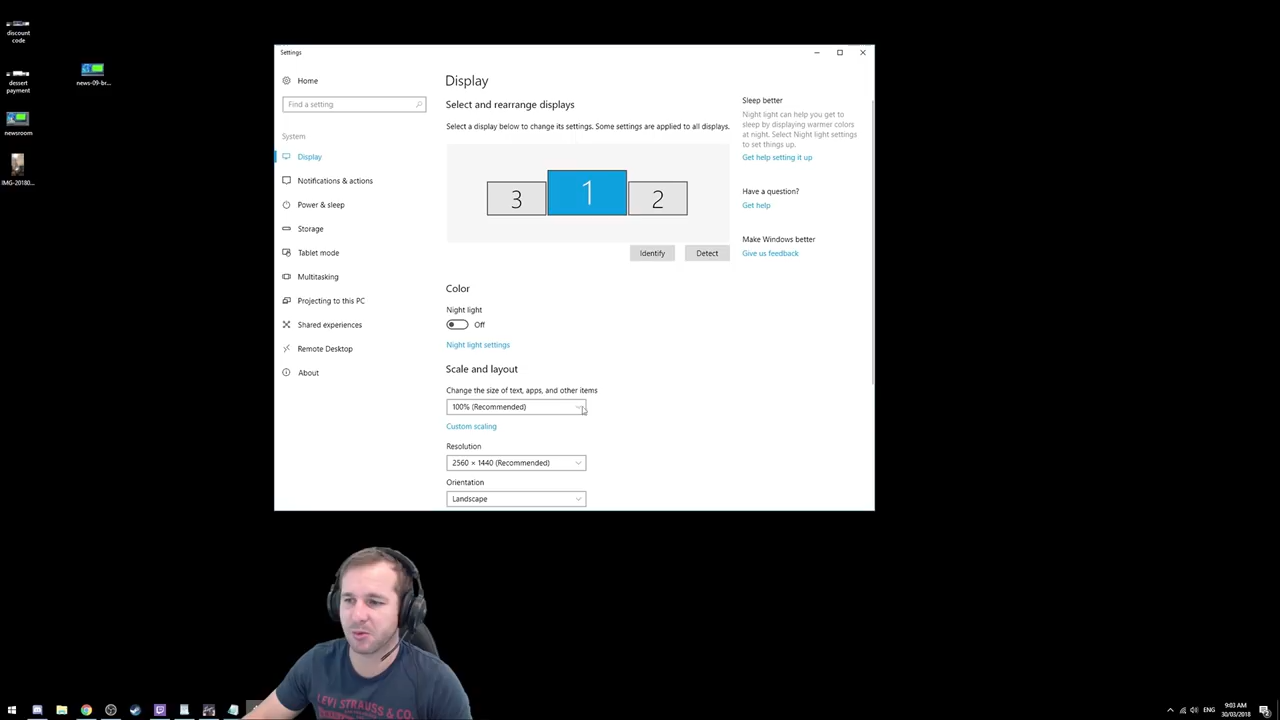 discount
code
dessert
payment
newsroom
IMG-20180...
news-09-br...
Settings
Home
Find a setting
System
Display
Notifications & actions
Power & sleep
Storage
Tablet mode
Multitasking
Projecting to this PC
Shared experiences
Remote Desktop
About
Display
Select and rearrange displays
Select a display below to change its settings. Some settings are applied to all displays.
3
1
2
Identify
Detect
Color
Night light
Off
Night light settings
Scale and layout
Change the size of text, apps, and other items
100% (Recommended)
Custom scaling
Resolution
2560 × 1440 (Recommended)
Orientation
Landscape
Sleep better
Night light can help you get to
sleep by displaying warmer colors
at night. Select Night light settings
to set things up.
Get help setting it up
Have a question?
Get help
Make Windows better
Give us feedback
LEVI STRAUSS & CO.
ENG
9:03 AM
30/03/2018